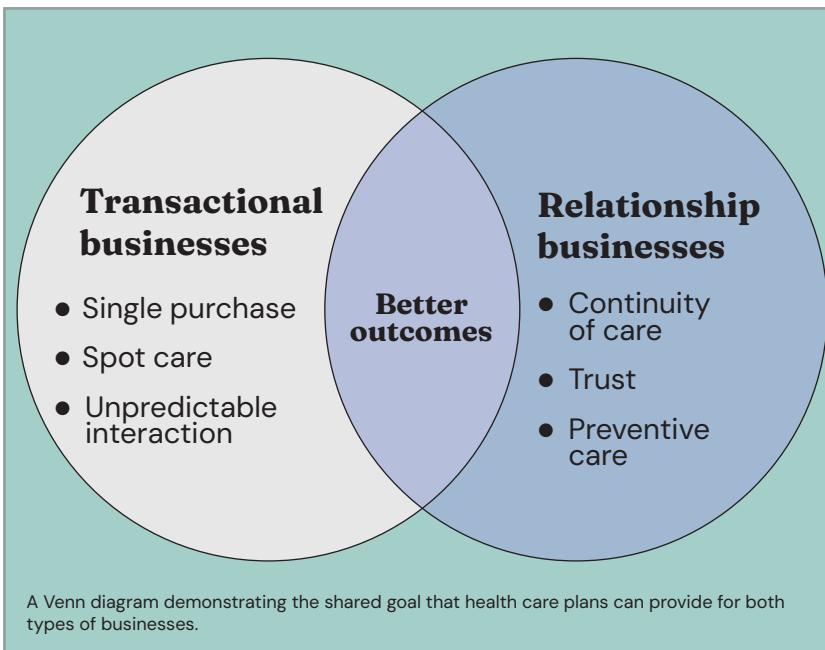 Transactional
businesses
● Single purchase
● Spot care
● Unpredictable
interaction
Better
outcomes
Relationship
businesses
● Continuity
of care
● Trust
● Preventive
care
A Venn diagram demonstrating the shared goal that health care plans can provide for both
types of businesses.